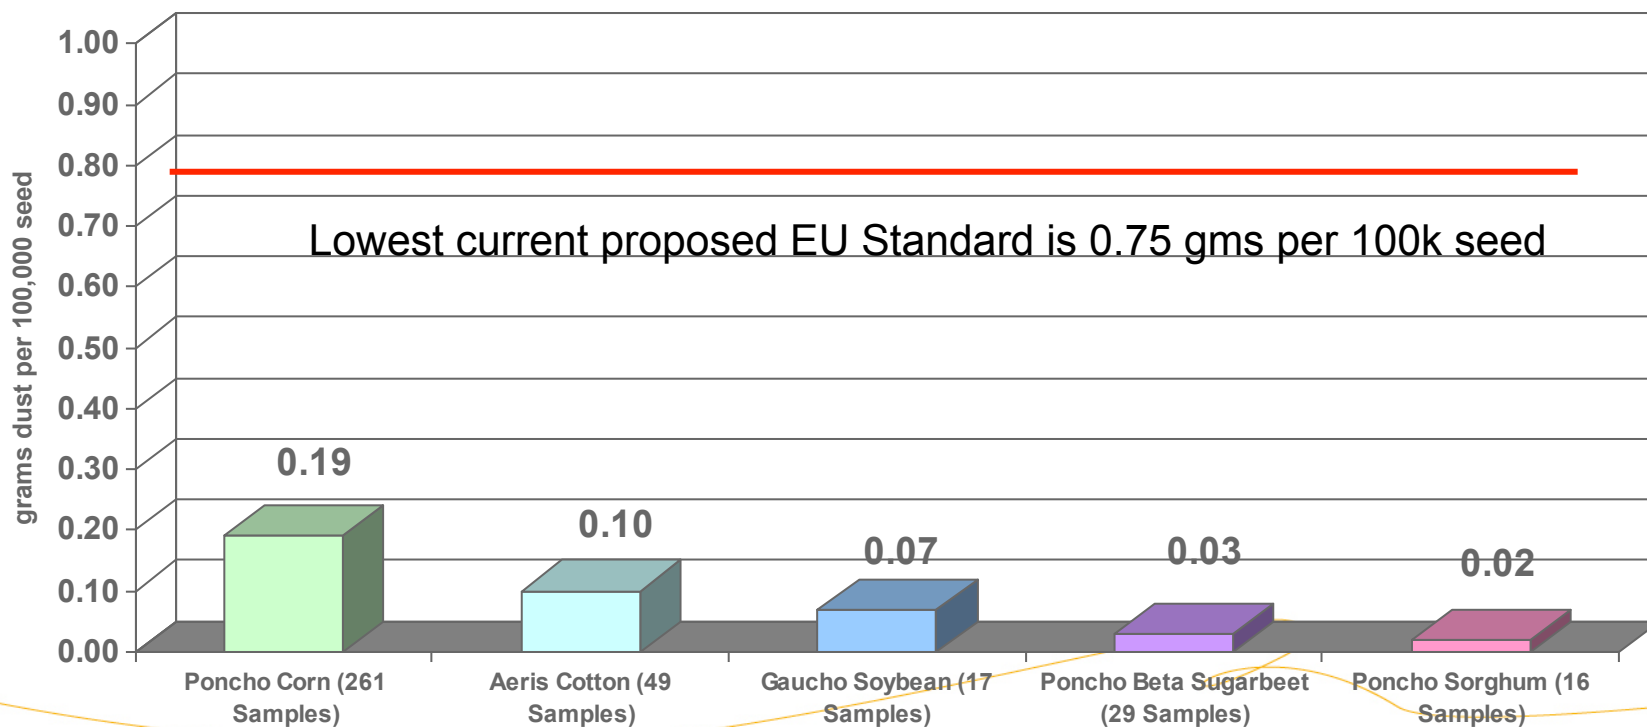 1.00
0.90
0.80
0.70
0.60
0.50
0.40
0.30
0.20
0.10
0.00
grams dust per 100,000 seed
Lowest current proposed EU Standard is 0.75 gms per 100k seed
0.19
0.10
0.07
0.03
0.02
Poncho Corn (261
Samples)
Aeris Cotton (49
Samples)
Gaucho Soybean (17
Samples)
Poncho Beta Sugarbeet
(29 Samples)
Poncho Sorghum (16
Samples)